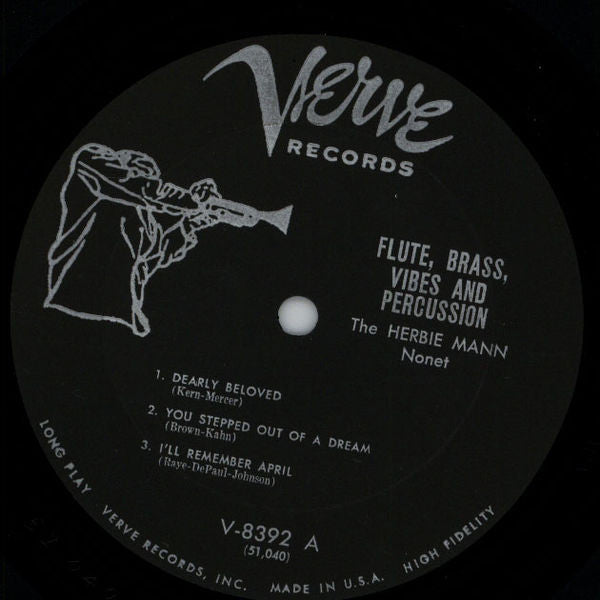 Verve
RECORDS
FLUTE, BRASS,
VIBES AND
PERCUSSION
The HERBIE MANN
Nonet
1. DEARLY BELOVED
(Kern-Mercer)
2. YOU STEPPED OUT OF A DREAM
(Brown-Kahn)
3. I'LL REMEMBER APRIL
(Raye-DePaul-Johnson)
V-8392 A
(51,040)
LONG PLAY VERVE RECORDS, INC. MADE IN U.S.A. HIGH FIDELITY